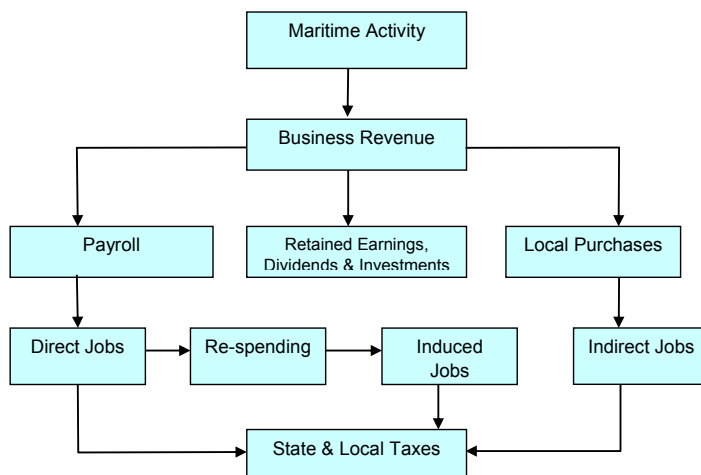 Maritime Activity
Business Revenue
Payroll
Retained Earnings,
Dividends & Investments
Local Purchases
Direct Jobs
Re-spending
Induced
Jobs
Indirect Jobs
State & Local Taxes